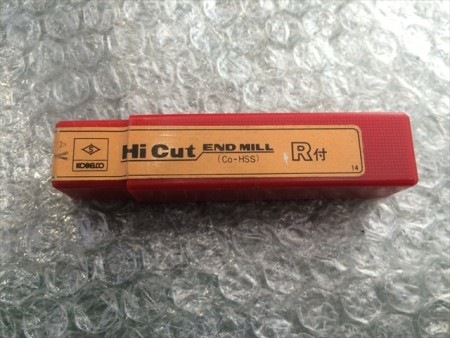 S
KOBELCO
Hi Cut END MILL
(Co-HSS)
R付
14